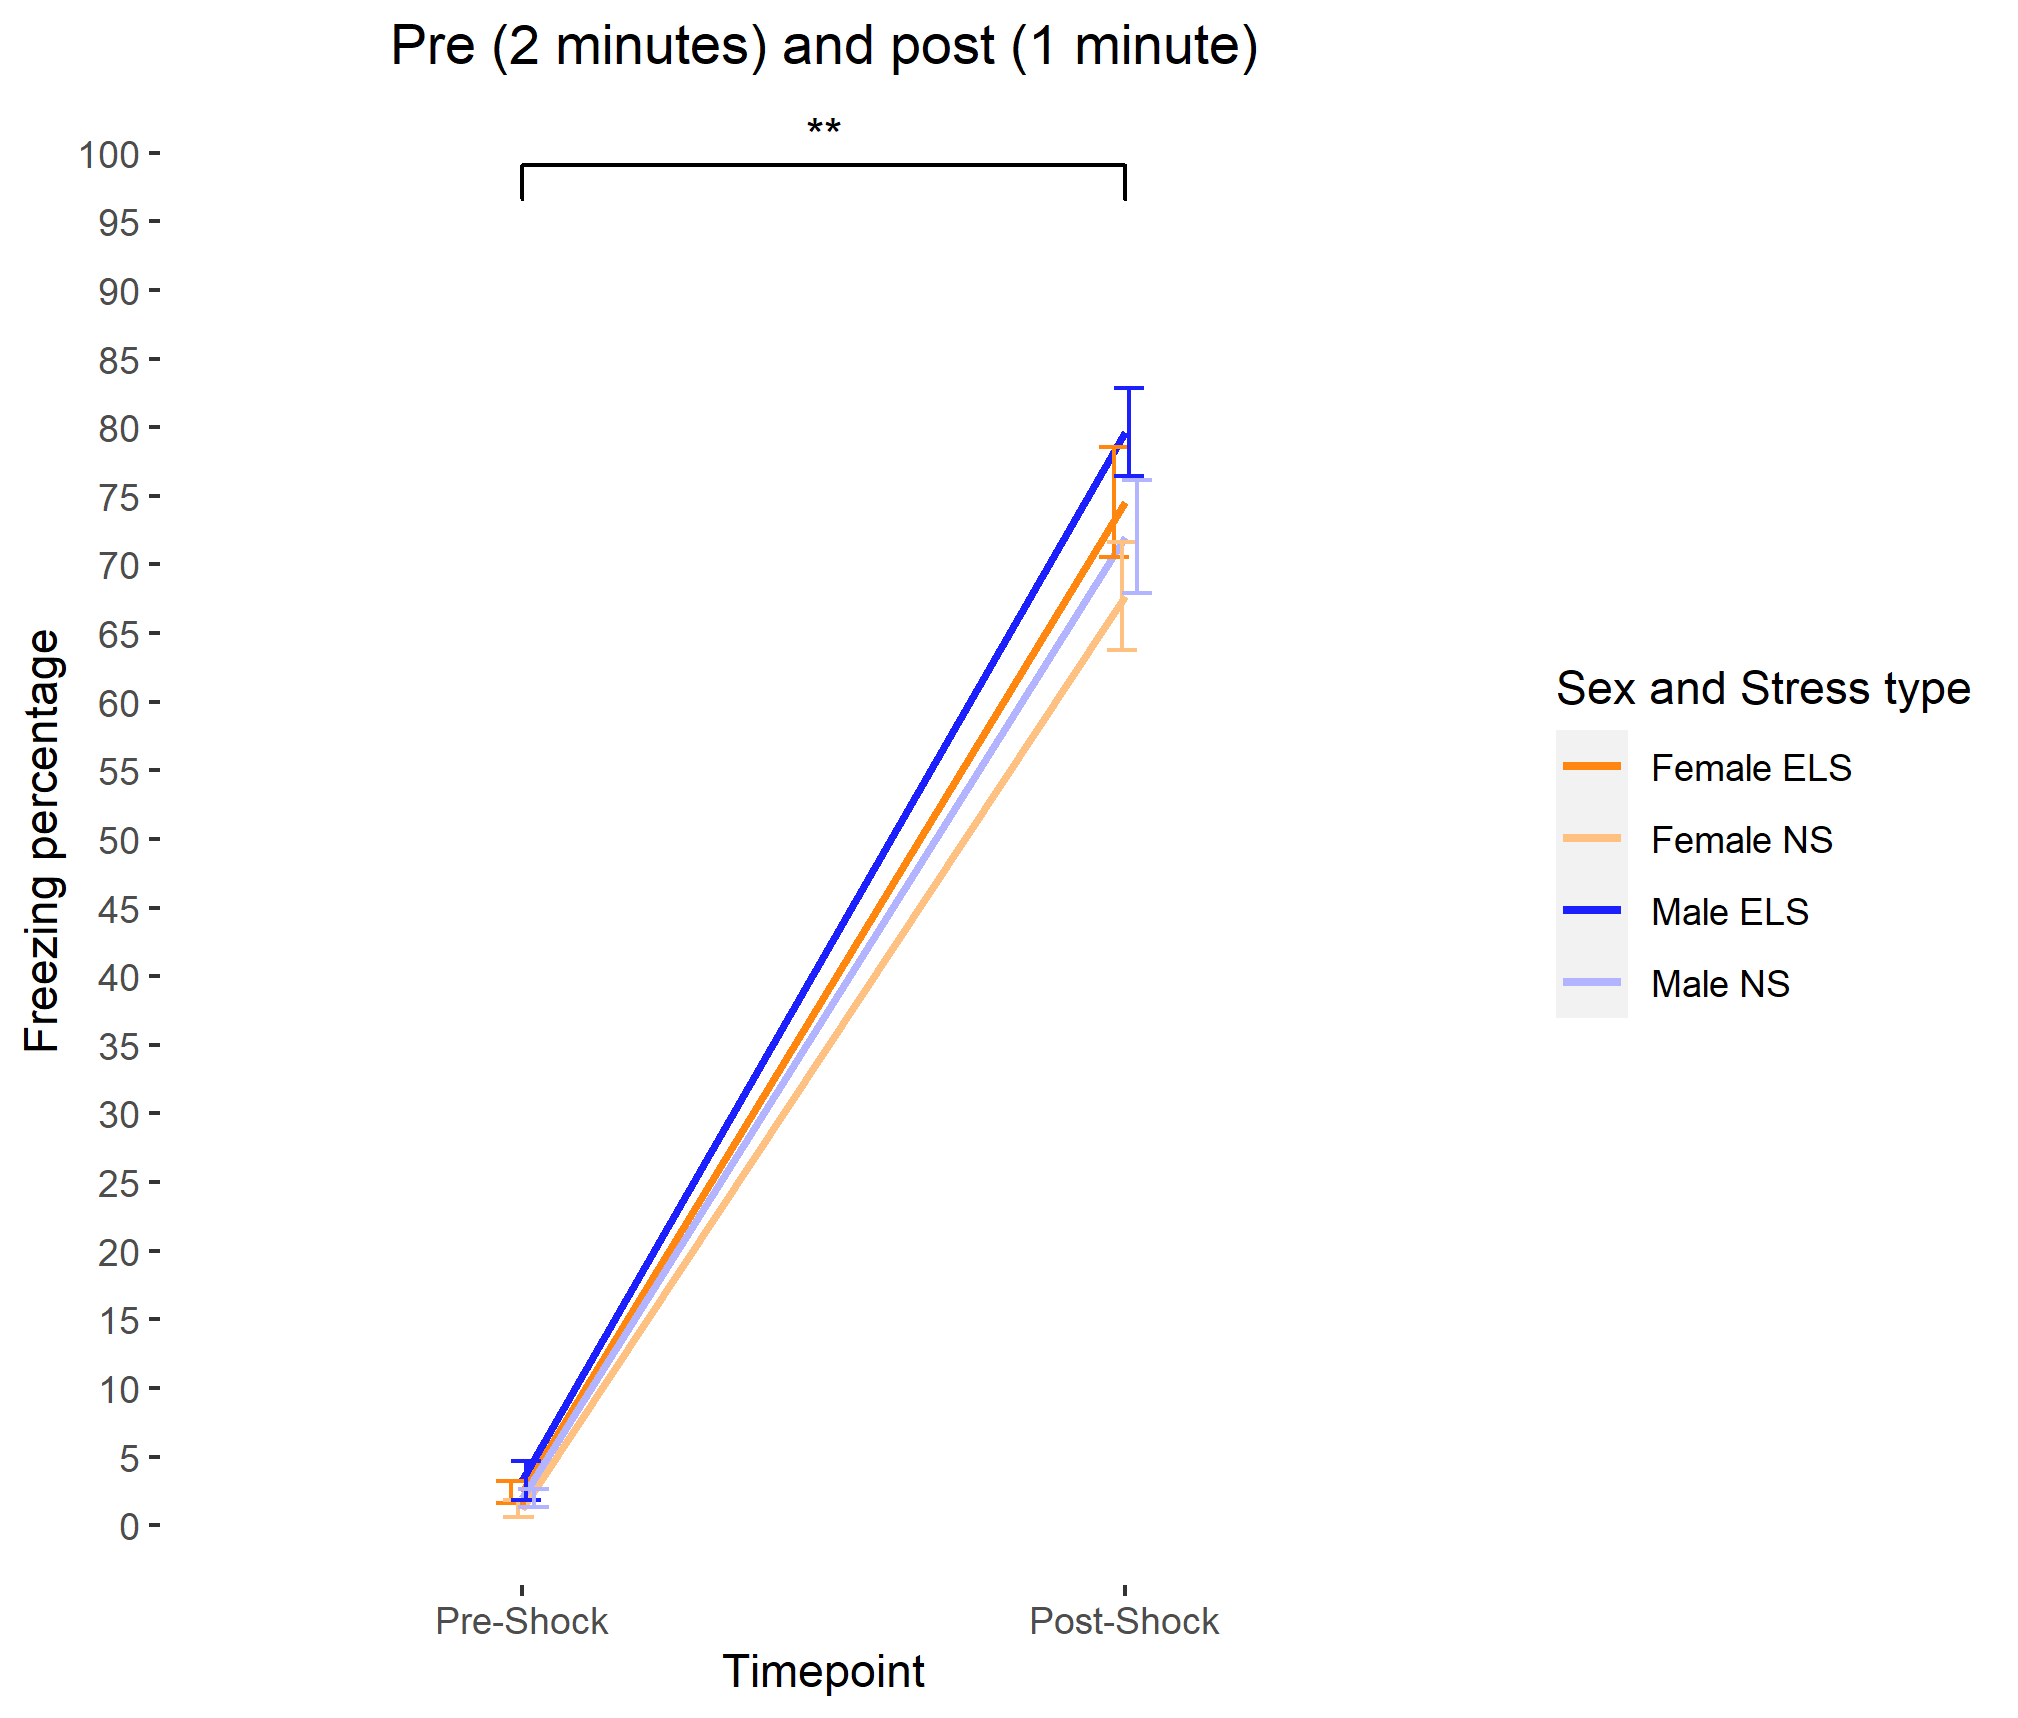 Pre (2 minutes) and post (1 minute)
**
100
95
90
85
80
75
70
65
60
55
50
45
40
35
30
25
20
15
10
5
0
Freezing percentage
Pre-Shock
Post-Shock
Timepoint
Sex and Stress type
Female ELS
Female NS
Male ELS
Male NS